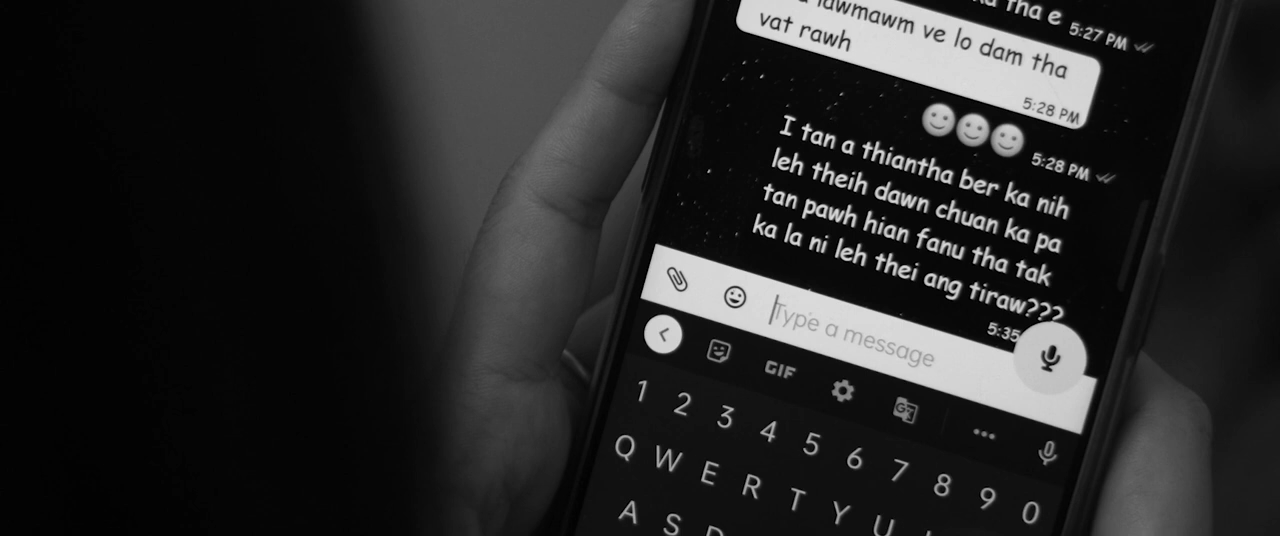 tha e 5:27 PM
lawmawm ve lo dam tha
vat rawh
5:28 PM
5:28 PM
I tan a thiantha ber ka nih
leh theih dawn chuan ka pa
tan pawh hian fanu tha tak
ka la ni leh thei ang tiraw???
5:35
Type a message
GIF
1 2 3 4 5 6 7 8 9 0
Q W E R T Y U
A S D